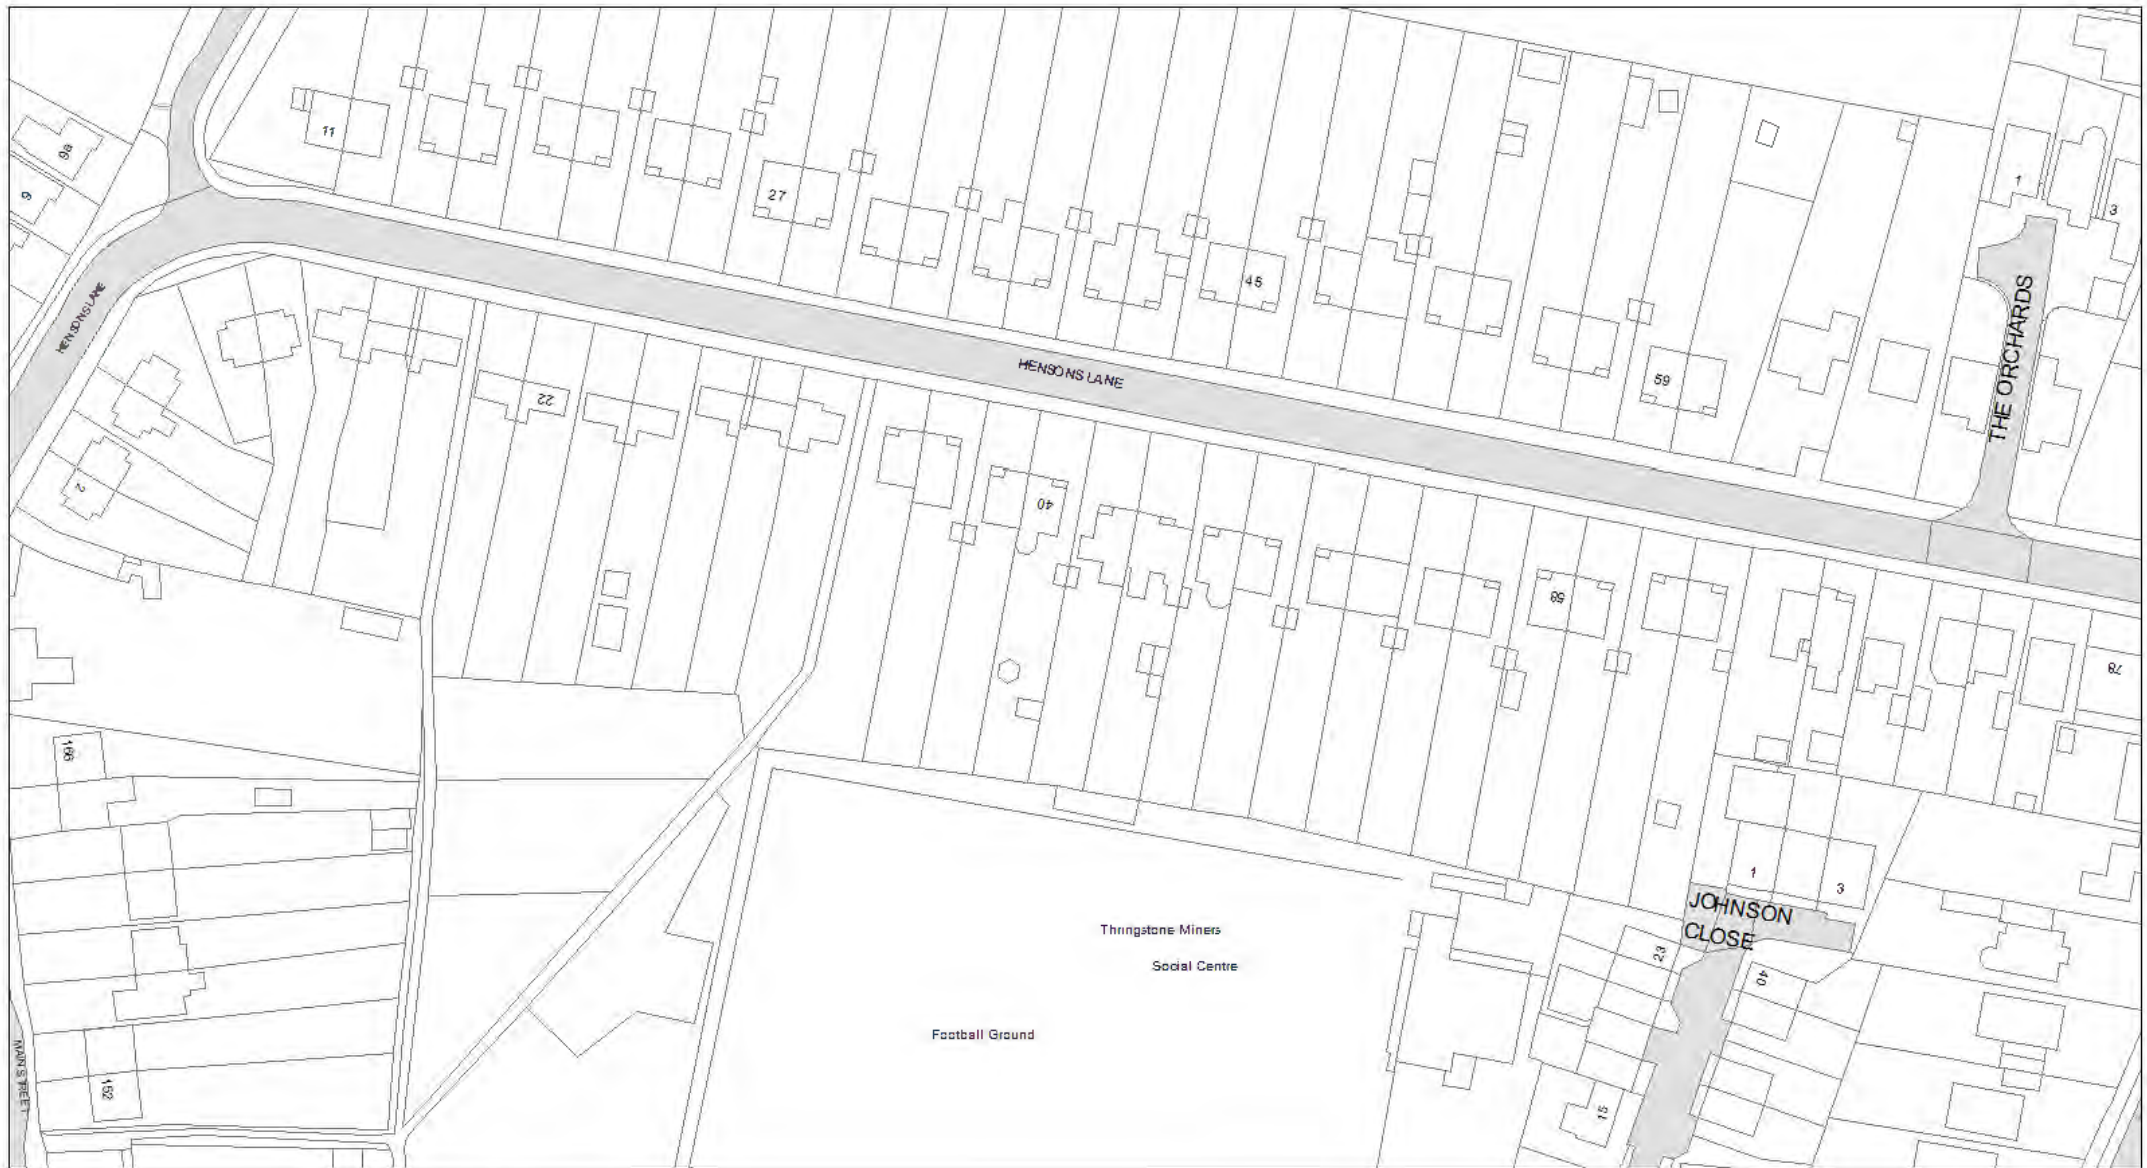 11
9a
9
1
3
27
45
HENSONS LANE
THE ORCHARDS
HENSONS LANE
59
22
2
40
58
78
166
1
3
JOHNSON
CLOSE
Thringstone Miners
23
Social Centre
40
Football Ground
MAIN STREET
152
15